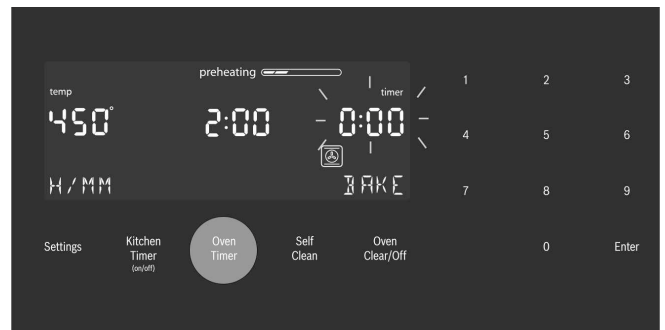 preheating
temp
timer
450°
2:00
0:00
H/MM
BAKE
1 2 3
4 5 6
7 8 9
0 Enter
Settings
Kitchen
Timer
(on/off)
Oven
Timer
Self
Clean
Oven
Clear/Off